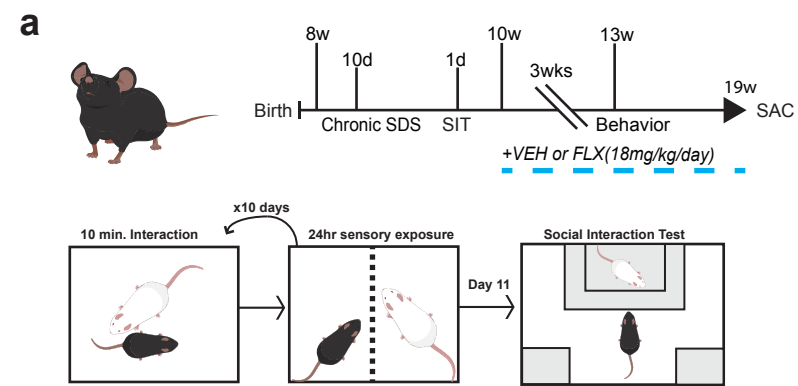 a
8w
10w
13w
10d
1d
3wks
19w
Birth
SAC
Chronic SDS
SIT
Behavior
+VEH or FLX(18mg/kg/day)
x10 days
10 min. Interaction
24hr sensory exposure
Social Interaction Test
Day 11